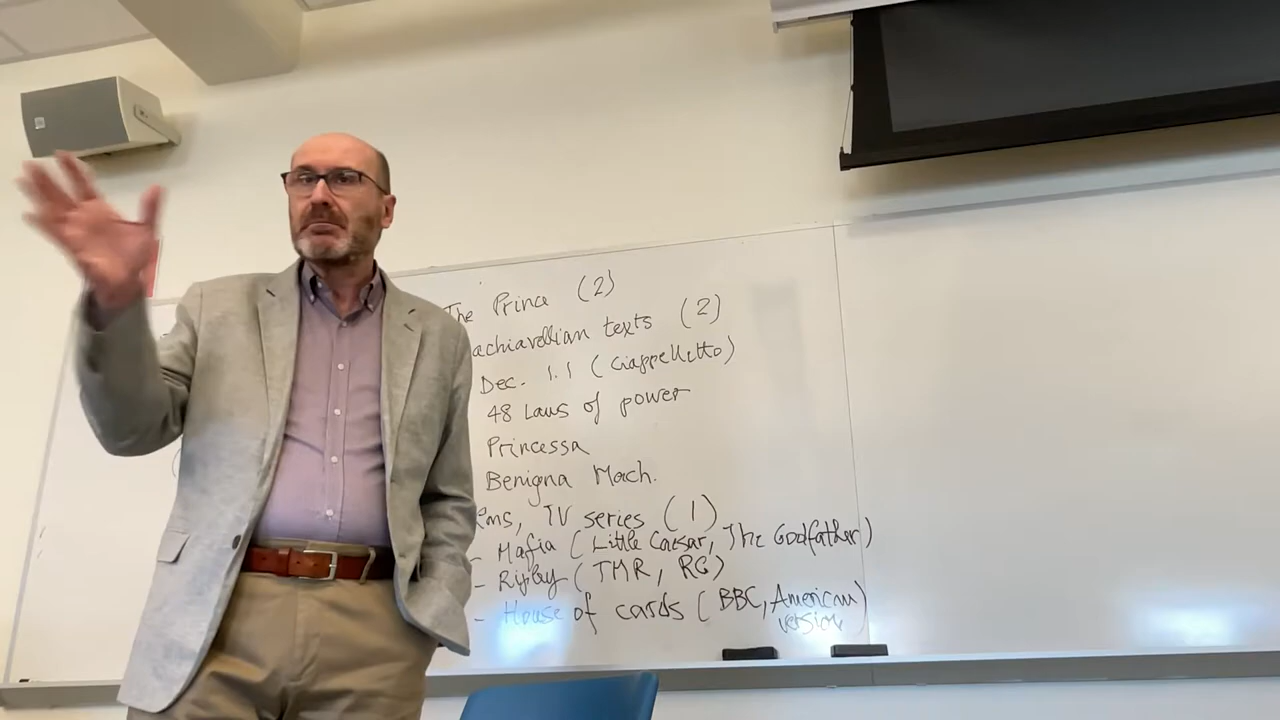 The Prince (2)
achiavellian texts (2)
Dec. 1.1 (Ciappelletto)
48 Laws of power
Princessa
Benigna Mach.
lms, TV series (1)
- Mafia (Little Caesar, The Godfather)
- Ripley (TMR, RG)
- House of cards (BBC, American
version)